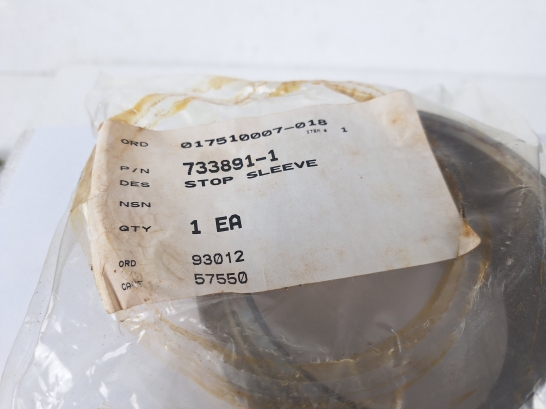 ORD 017510007-018
ITEM # 1
P/N 733891-1
DES STOP SLEEVE
NSN
QTY 1 EA
ORD 93012
57550